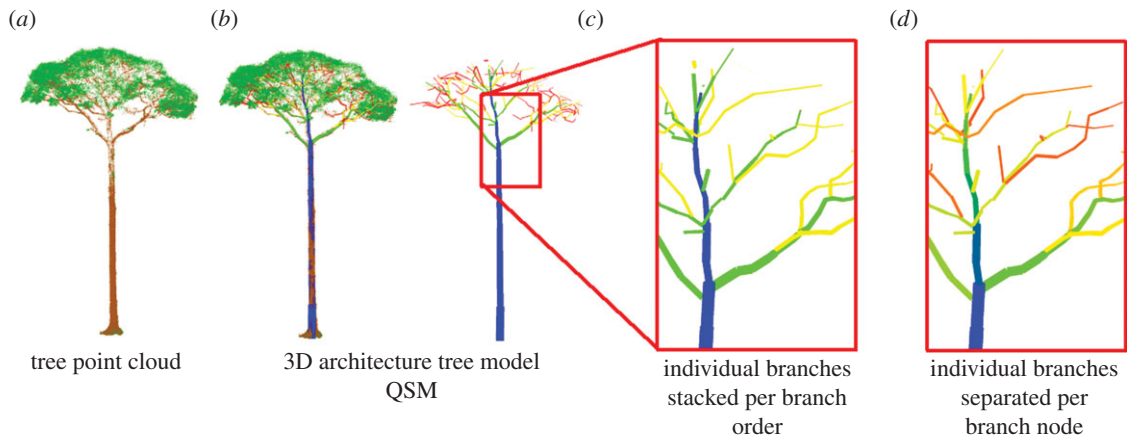 (a)
(b)
(c)
(d)
tree point cloud
3D architecture tree model
QSM
individual branches
stacked per branch
order
individual branches
separated per
branch node